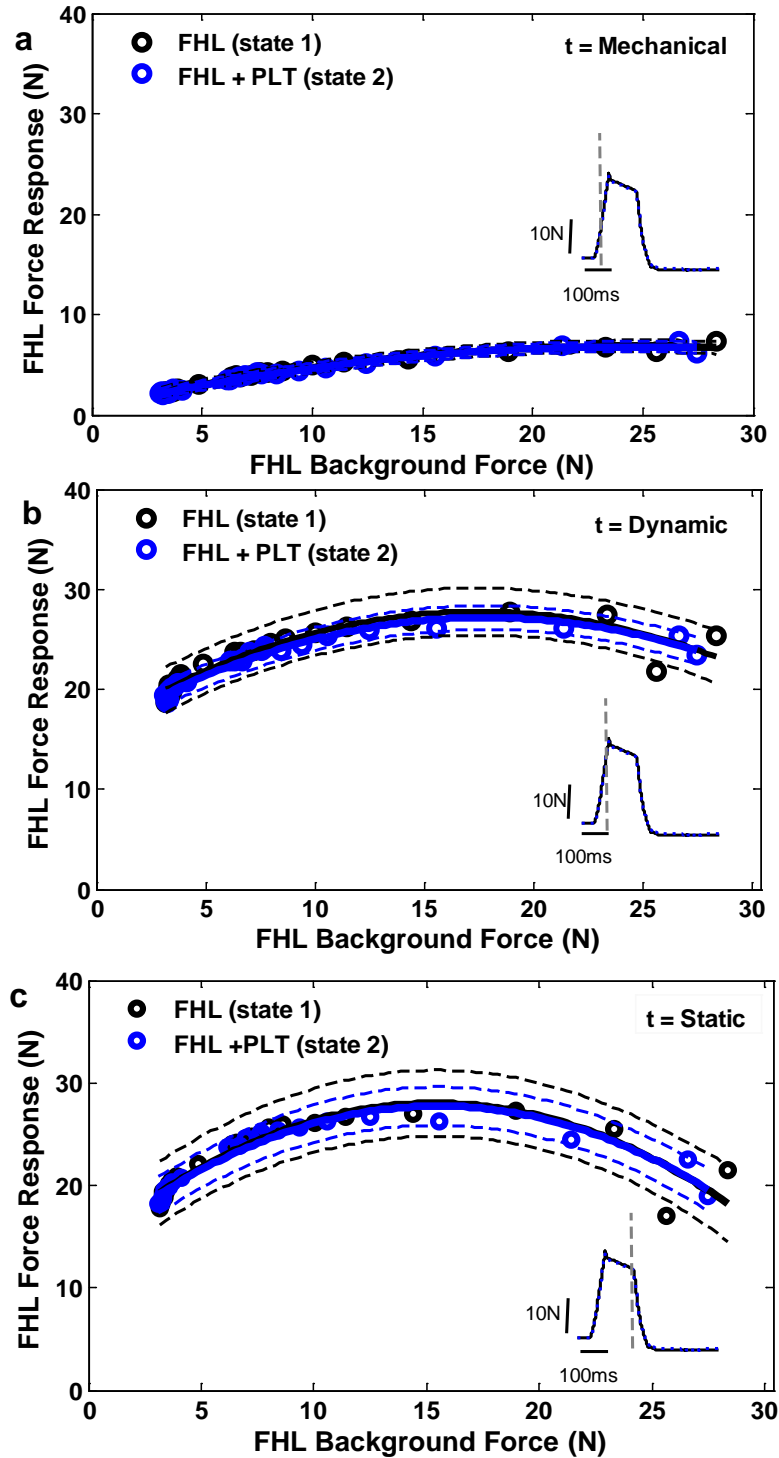 a
FHL (state 1)
FHL + PLT (state 2)
t = Mechanical
40
30
20
10
0
FHL Force Response (N)
10N
100ms
0 5 10 15 20 25 30
FHL Background Force (N)
b
FHL (state 1)
FHL + PLT (state 2)
t = Dynamic
40
30
20
10
0
FHL Force Response (N)
10N
100ms
0 5 10 15 20 25 30
FHL Background Force (N)
c
FHL (state 1)
FHL +PLT (state 2)
t = Static
40
30
20
10
0
FHL Force Response (N)
10N
100ms
0 5 10 15 20 25 30
FHL Background Force (N)